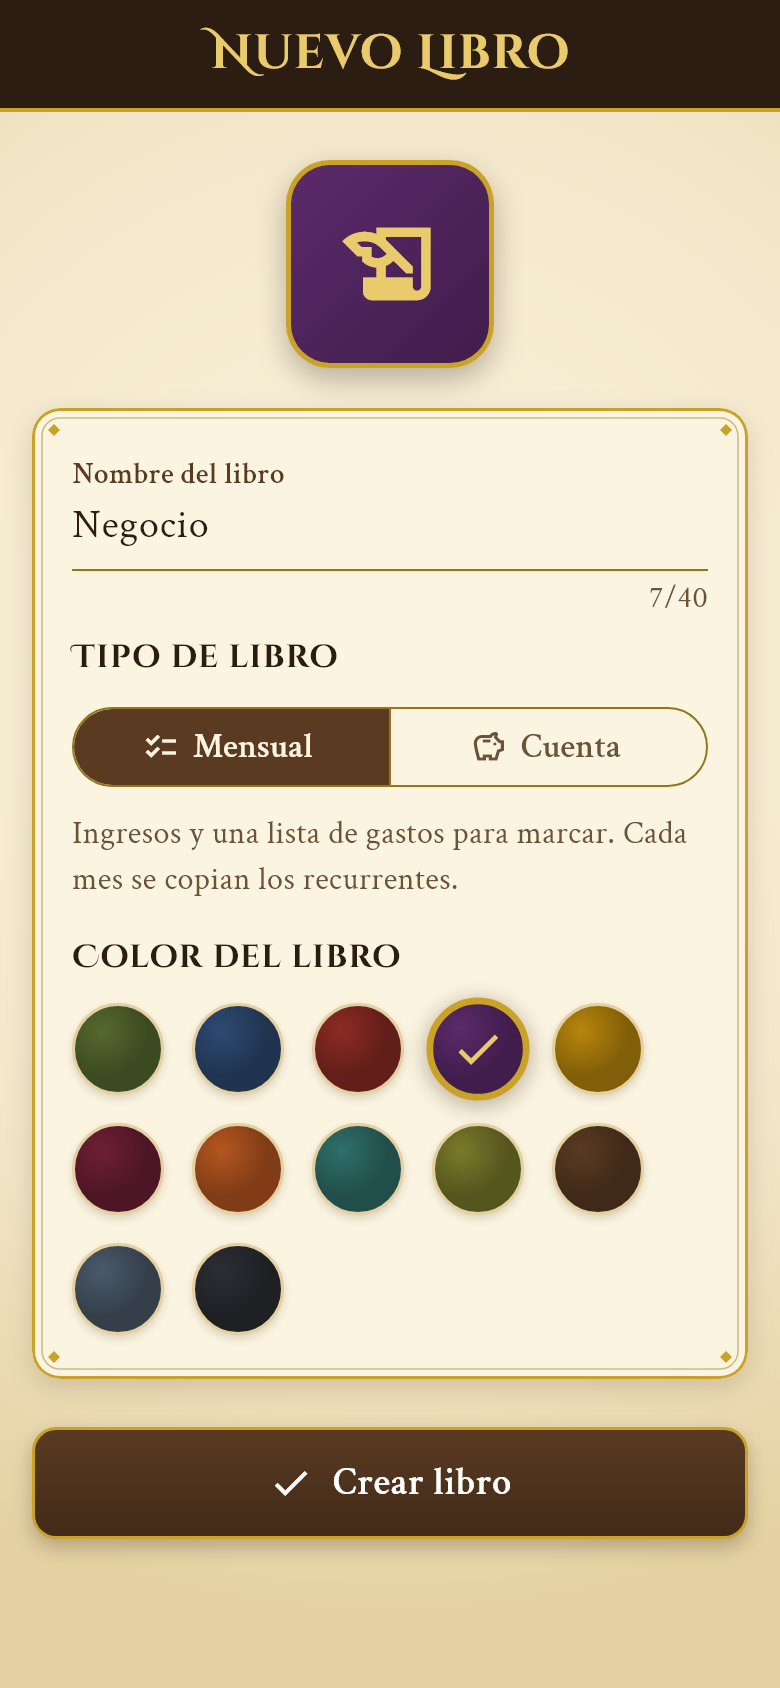 Nuevo Libro
Nombre del libro
Negocio
7/40
Tipo de libro
Mensual
Cuenta
Ingresos y una lista de gastos para marcar. Cada
mes se copian los recurrentes.
Color del libro
Crear libro